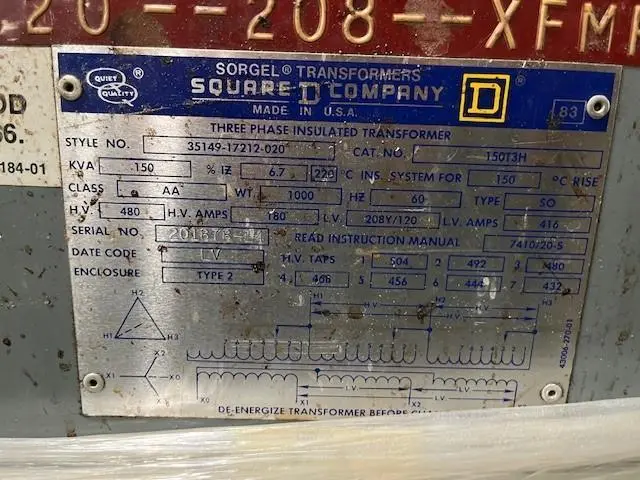 20--208--XFMR
OD
66.
184-01
QUIET QUALITY ®
SORGEL® TRANSFORMERS
SQUARE D COMPANY
MADE IN U.S.A.
D ®
83
THREE PHASE INSULATED TRANSFORMER
STYLE NO. 35149-17212-020 CAT. NO. 150T3H
KVA 150 % IZ 6.7 220 °C INS. SYSTEM FOR 150 °C RISE
CLASS AA WT 1000 HZ 60 TYPE SO
H.V. 480 H.V. AMPS 180 L.V. 208Y/120 L.V. AMPS 416
SERIAL NO. READ INSTRUCTION MANUAL 7410/20-S
DATE CODE LV H.V. TAPS 1 504 2 492 3 480
ENCLOSURE TYPE 2 4 468 5 456 6 444 7 432
H1 H.V. H2 H.V. H3
H2
H1 H3
X2
X1 X0
X3
X0 X1 L.V. X2 L.V. X3
43006-270-01
DE-ENERGIZE TRANSFORMER BEFORE